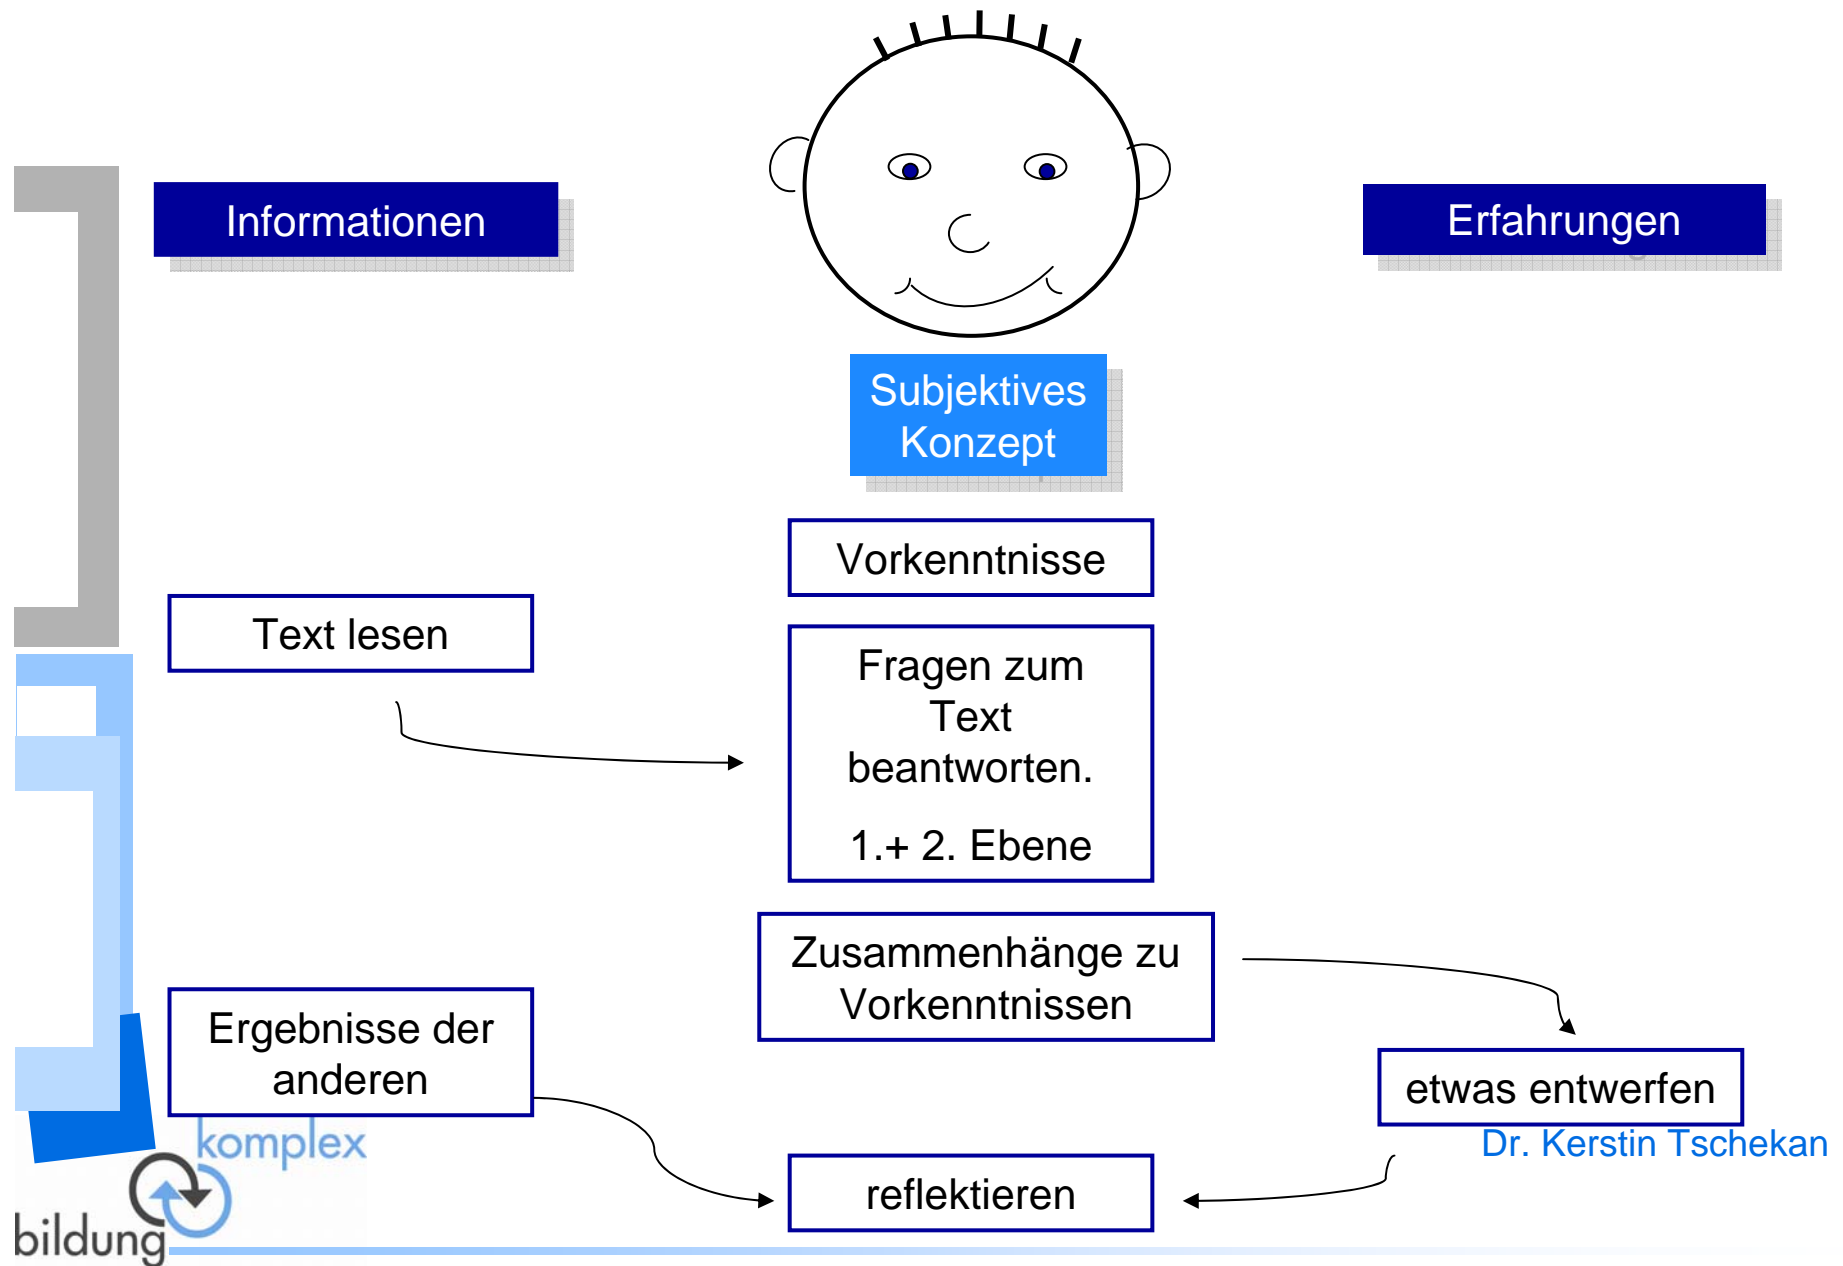 Informationen
Erfahrungen
Subjektives
Konzept
Vorkenntnisse
Text lesen
Fragen zum
Text
beantworten.
1.+ 2. Ebene
Zusammenhänge zu
Vorkenntnissen
Ergebnisse der
anderen
etwas entwerfen
reflektieren
Dr. Kerstin Tschekan
komplex
bildung